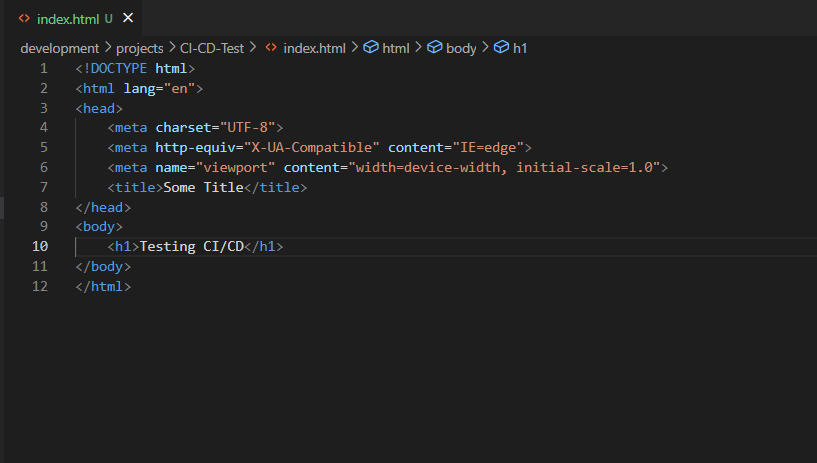 index.html U
development > projects > CI-CD-Test > index.html > html > body > h1
1 <!DOCTYPE html>
2 <html lang="en">
3 <head>
4     <meta charset="UTF-8">
5     <meta http-equiv="X-UA-Compatible" content="IE=edge">
6     <meta name="viewport" content="width=device-width, initial-scale=1.0">
7     <title>Some Title</title>
8 </head>
9 <body>
10     <h1>Testing CI/CD</h1>
11 </body>
12 </html>